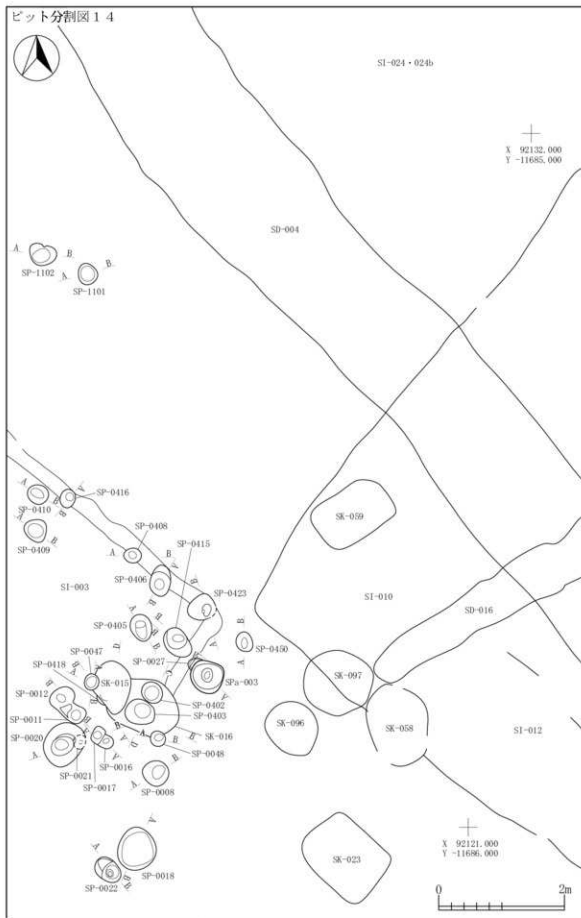 ピット分割図１４
SI-024・024b
X 92132.000
Y -11685.000
SD-004
A
B
SP-1102
A
B
SP-1101
A
SP-0416
A
B
SP-0410
B
A
SP-0408
SP-0415
SP-0409
B
A
B
A
SK-059
SP-0406
SI-003
B
SP-0423
SI-010
B
B
SD-016
A
SP-0405
B
B
D
A
SP-0450
SP-0047
SP-0027
A
SP-0418
C
SPa-003
SK-097
SP-0012
SK-015
A
SP-0402
SP-0011
SP-0403
SK-096
SK-058
SI-012
SP-0020
B
A
SK-016
A
D
B
B
SP-0016
SP-0048
SP-0021
B
SP-0017
A
SP-0008
A
X 92121.000
Y -11686.000
A
SK-023
SP-0018
B
B
SP-0022
0
2m